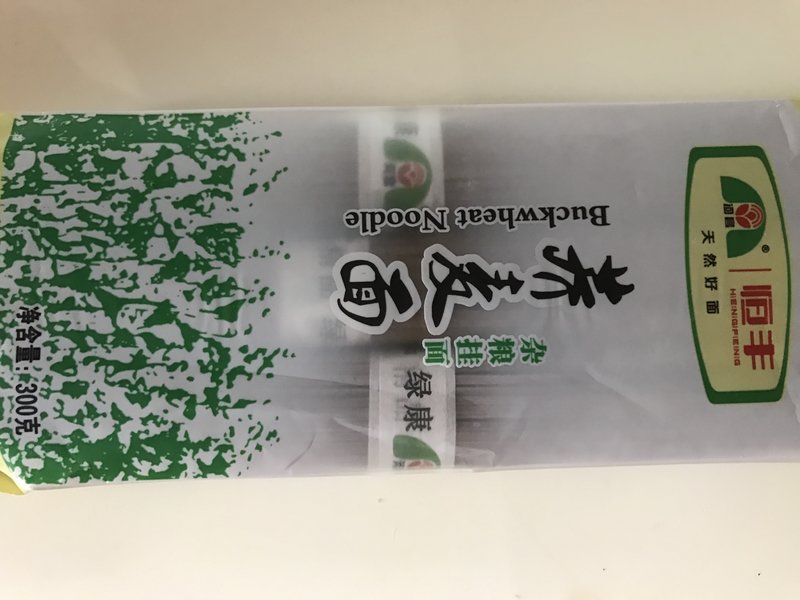 恒丰
HENGFENG
天然好面
®
荞麦面
Buckwheat Noodle
杂粮挂面
绿康
净含量: 300克